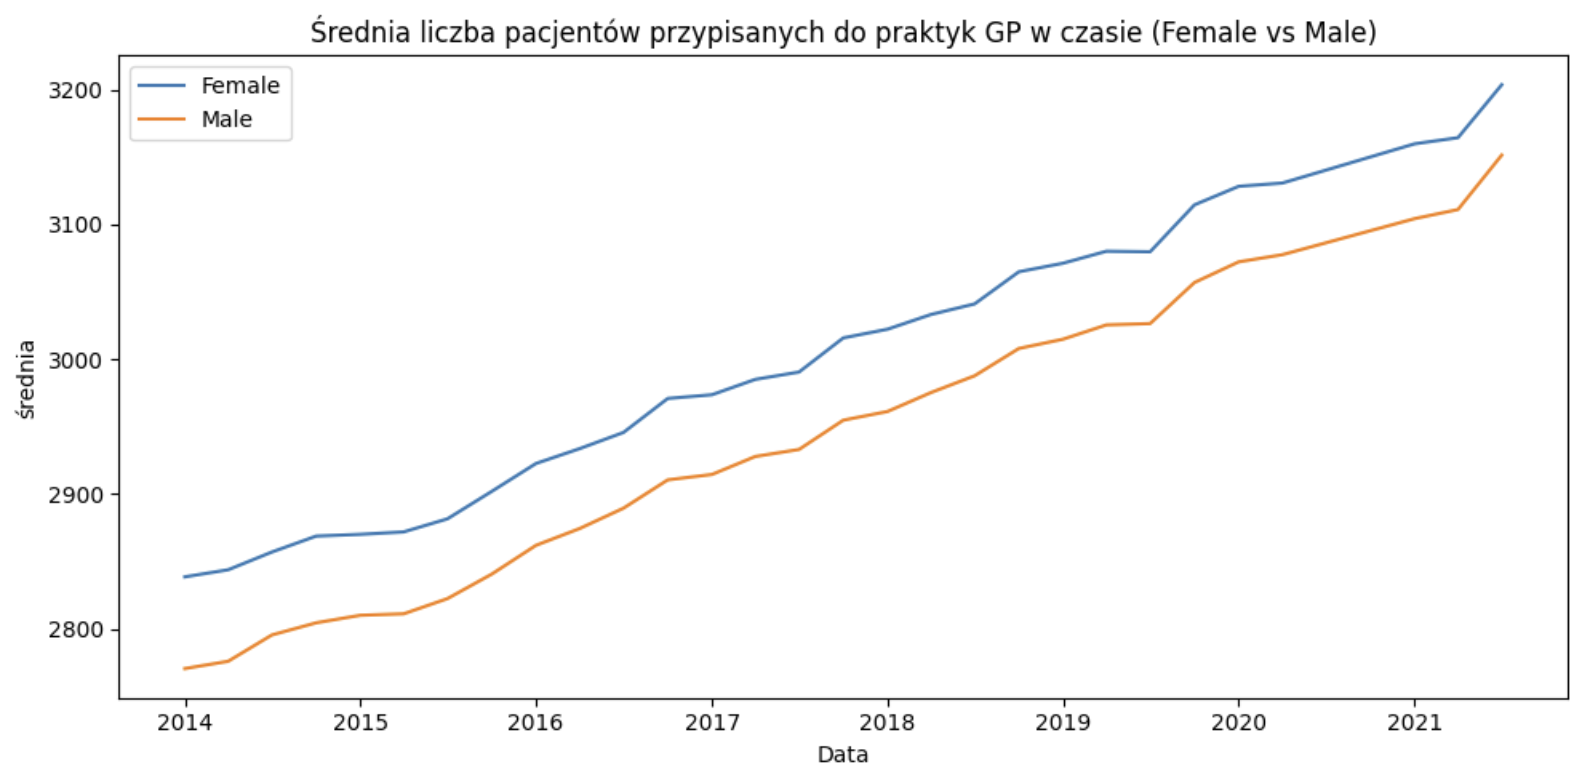 Średnia liczba pacjentów przypisanych do praktyk GP w czasie (Female vs Male)
Female
Male
3200
3100
3000
2900
2800
średnia
2014 2015 2016 2017 2018 2019 2020 2021
Data